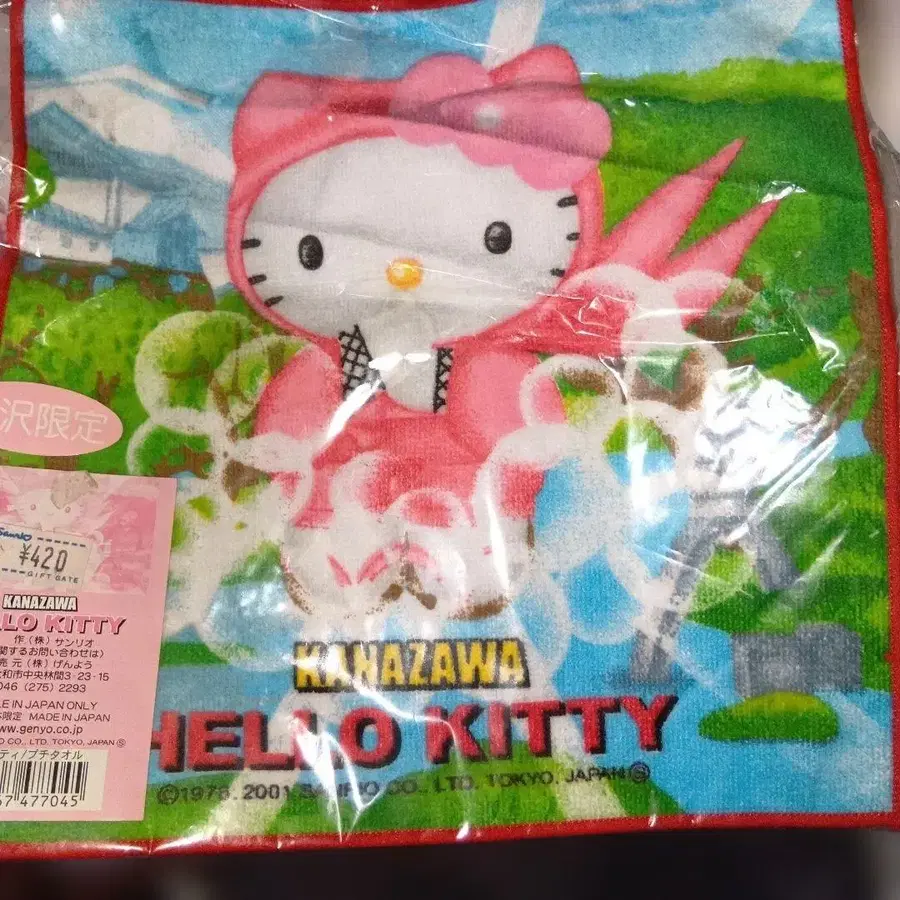 沢限定
Sanrio
¥420
GIFT GATE
KANAZAWA
LLO KITTY
作 (株) サンリオ
関するお問い合わせは〉
売 元 (株) げんよう
和市中央林間3-23-15
046 (275) 2293
LE IN JAPAN ONLY
限定 MADE IN JAPAN
www.genyo.co.jp
O CO., LTD. TOKYO, JAPAN Ⓢ
ティ/プチタオル
477045
KANAZAWA
HELLO KITTY
©1976, 2001 SANRIO CO., LTD. TOKYO, JAPAN Ⓢ